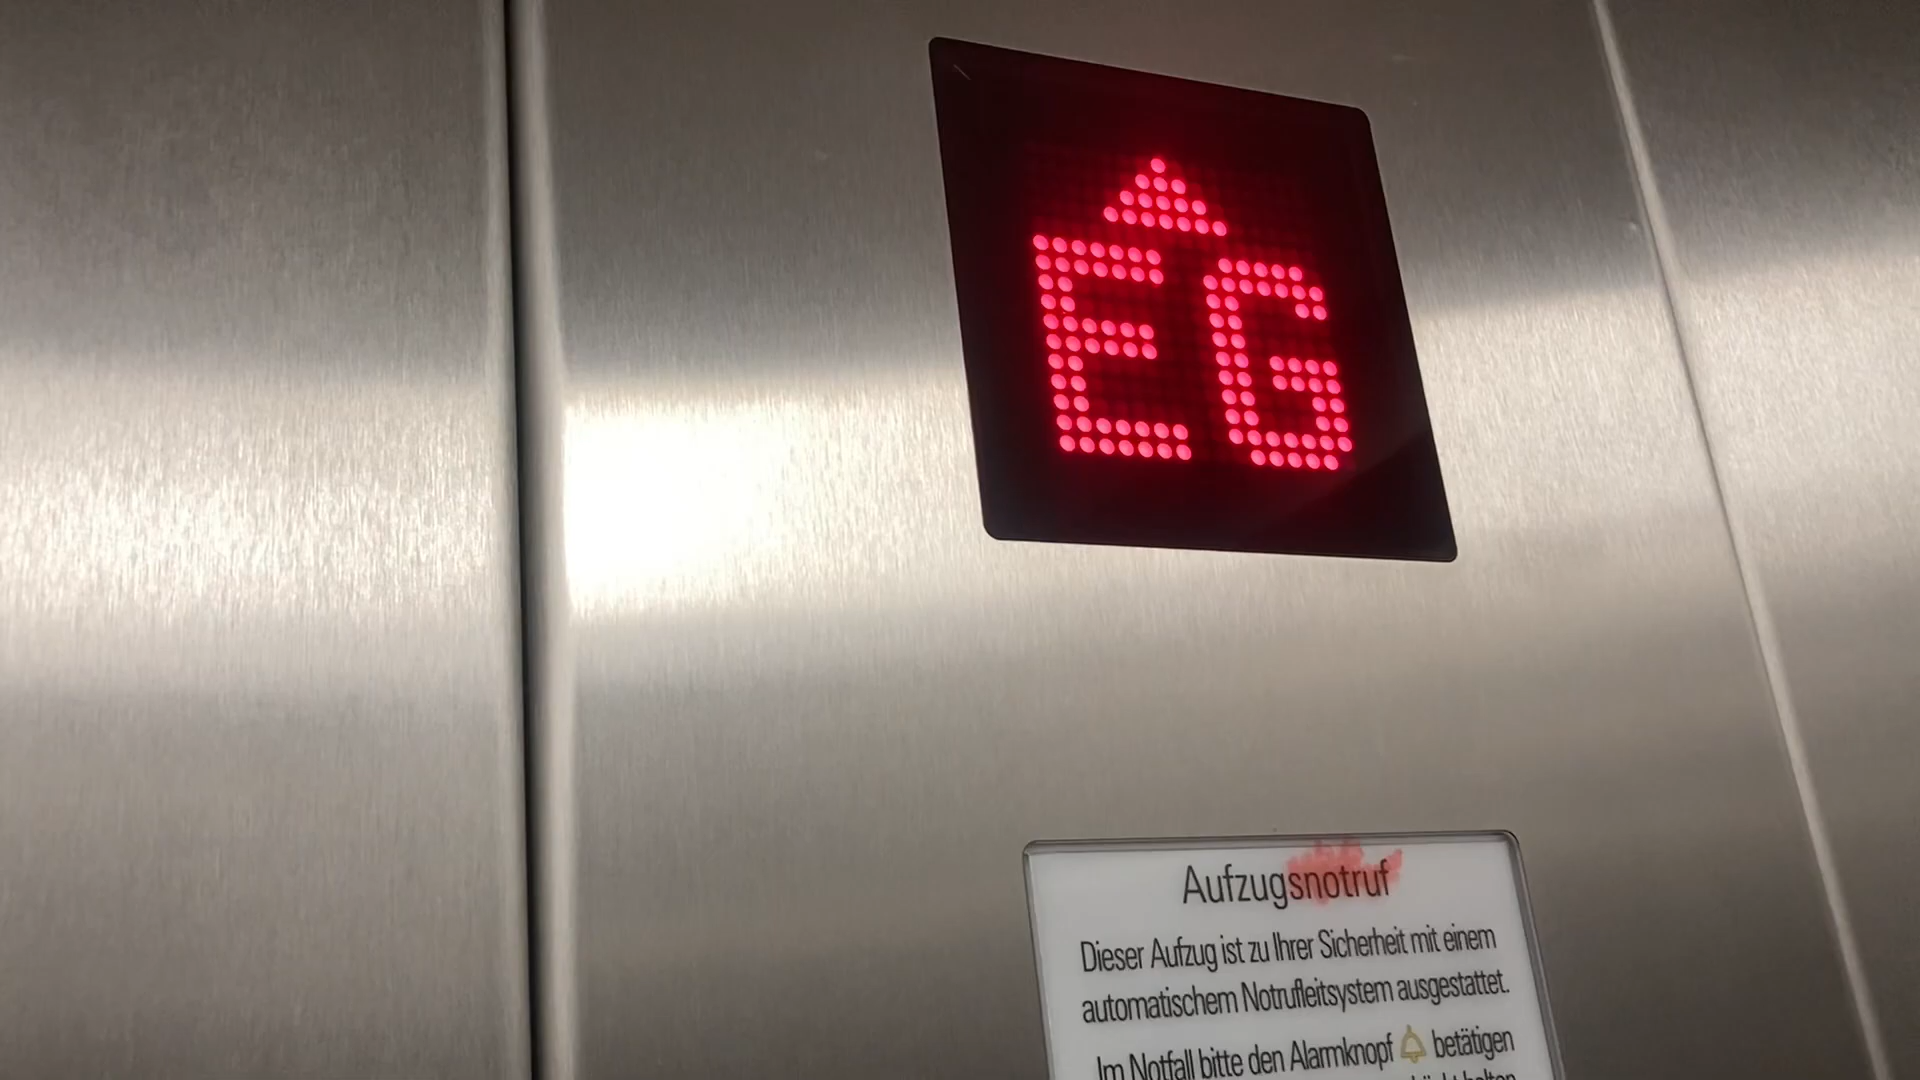 EG
Aufzugsnotruf
Dieser Aufzug ist zu Ihrer Sicherheit mit einem
automatischem Notrufleitsystem ausgestattet.
Im Notfall bitte den Alarmknopf betätigen